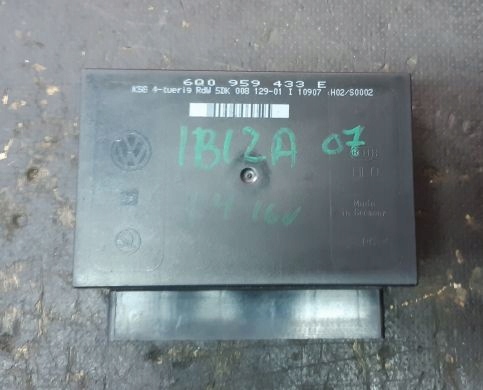 6Q0 959 433 E
KSG 4-tuerig RdW 5DK 008 129-01 I 10907 :H02/S0002
IBIZA 07
1.4 16V
Made
in Germany